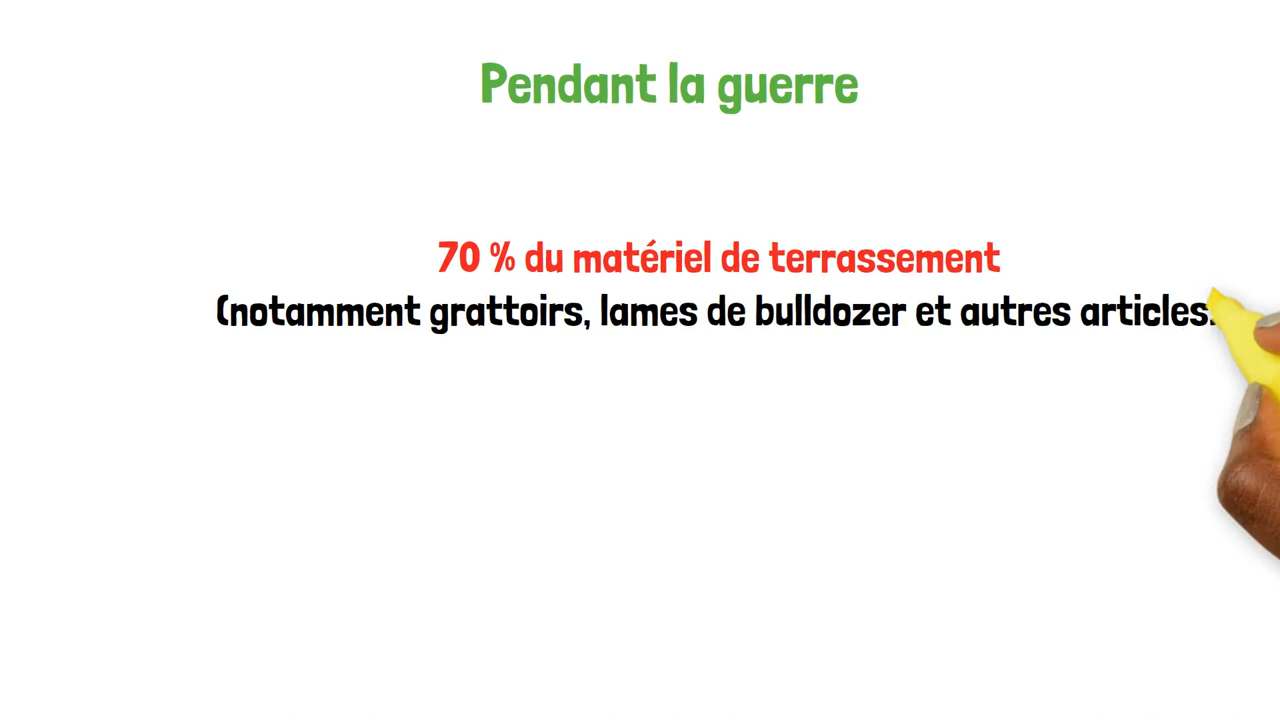 Pendant la guerre
70 % du matériel de terrassement
(notamment grattoirs, lames de bulldozer et autres articles